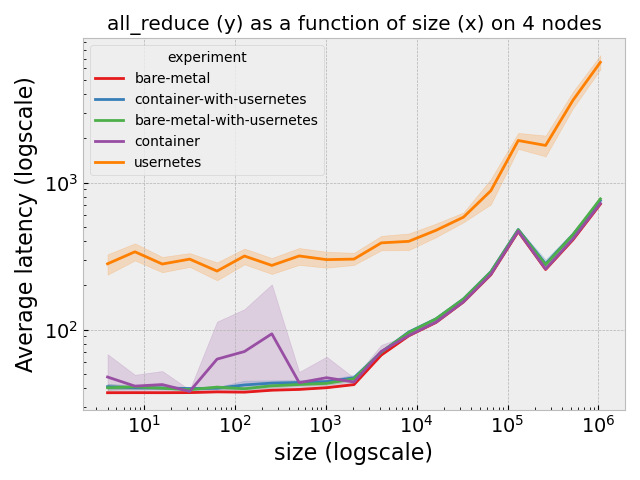 all_reduce (y) as a function of size (x) on 4 nodes
experiment
bare-metal
container-with-usernetes
bare-metal-with-usernetes
container
usernetes
Average latency (logscale)
10³
10²
10¹ 10² 10³ 10⁴ 10⁵ 10⁶
size (logscale)